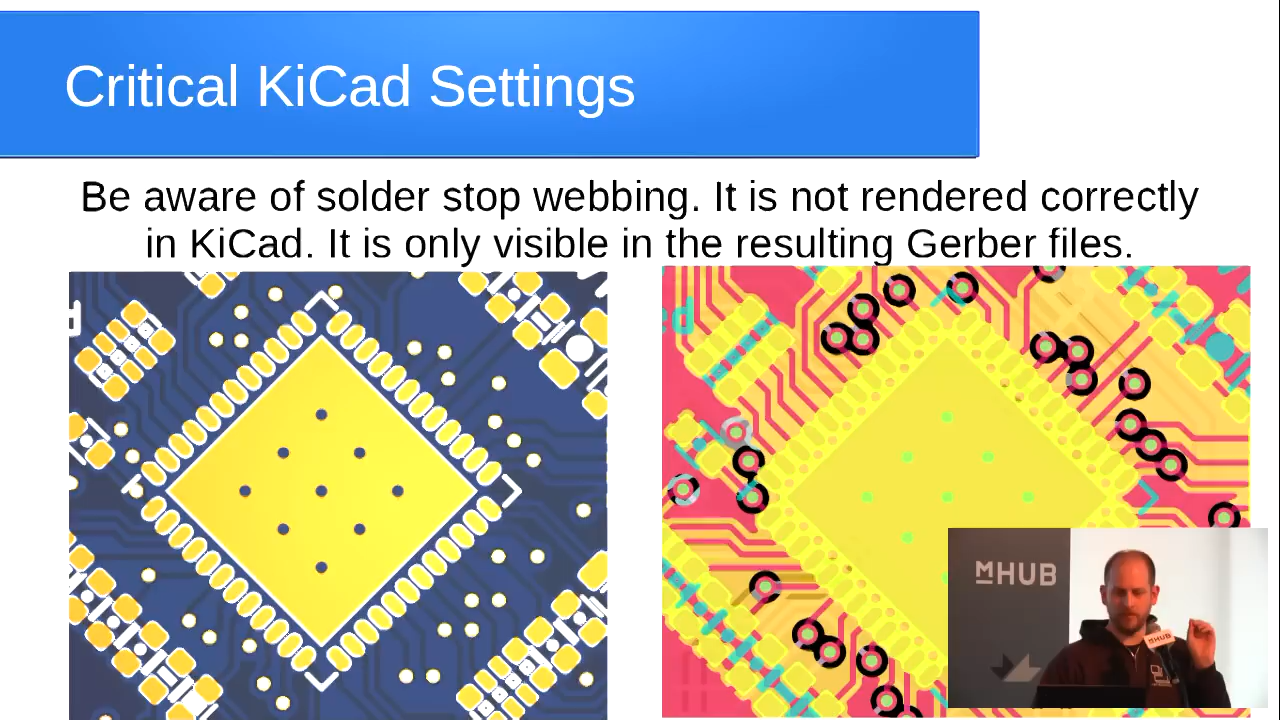 Critical KiCad Settings
Be aware of solder stop webbing. It is not rendered correctly
in KiCad. It is only visible in the resulting Gerber files.
MHUB
MHUB